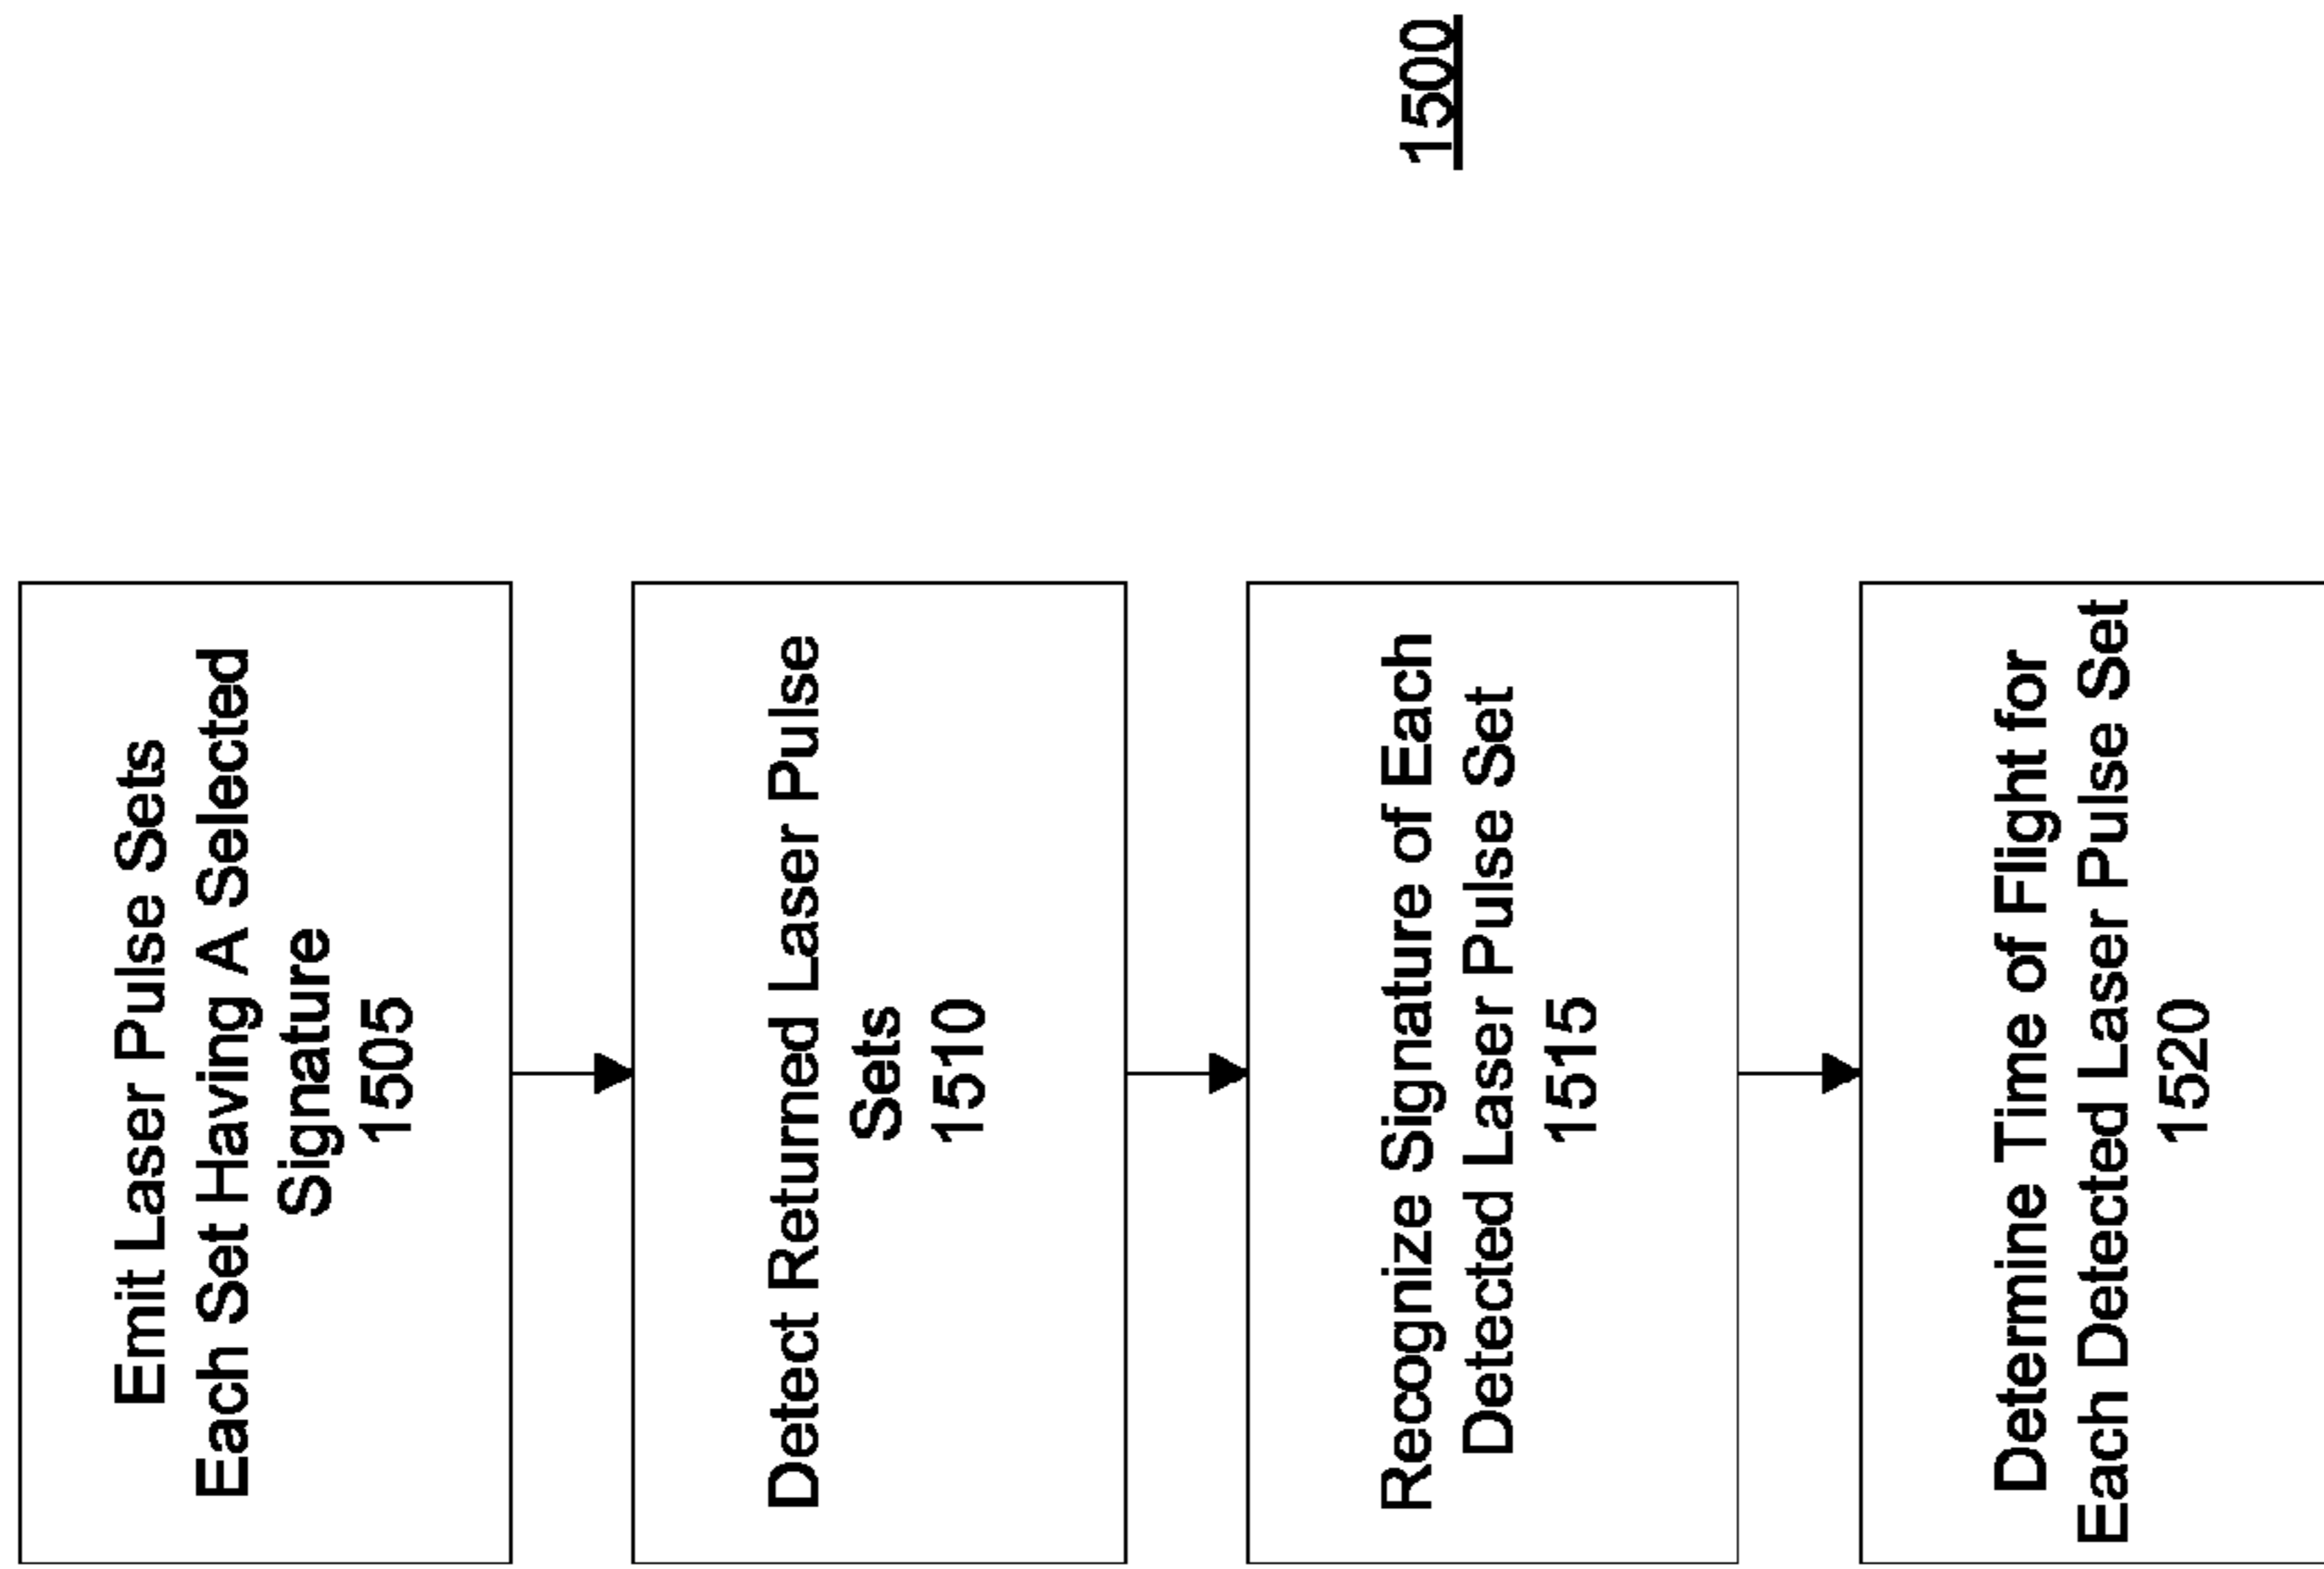 Emit Laser Pulse Sets
Each Set Having A Selected
Signature
1505
Detect Returned Laser Pulse
Sets
1510
Recognize Signature of Each
Detected Laser Pulse Set
1515
Determine Time of Flight for
Each Detected Laser Pulse Set
1520
1500